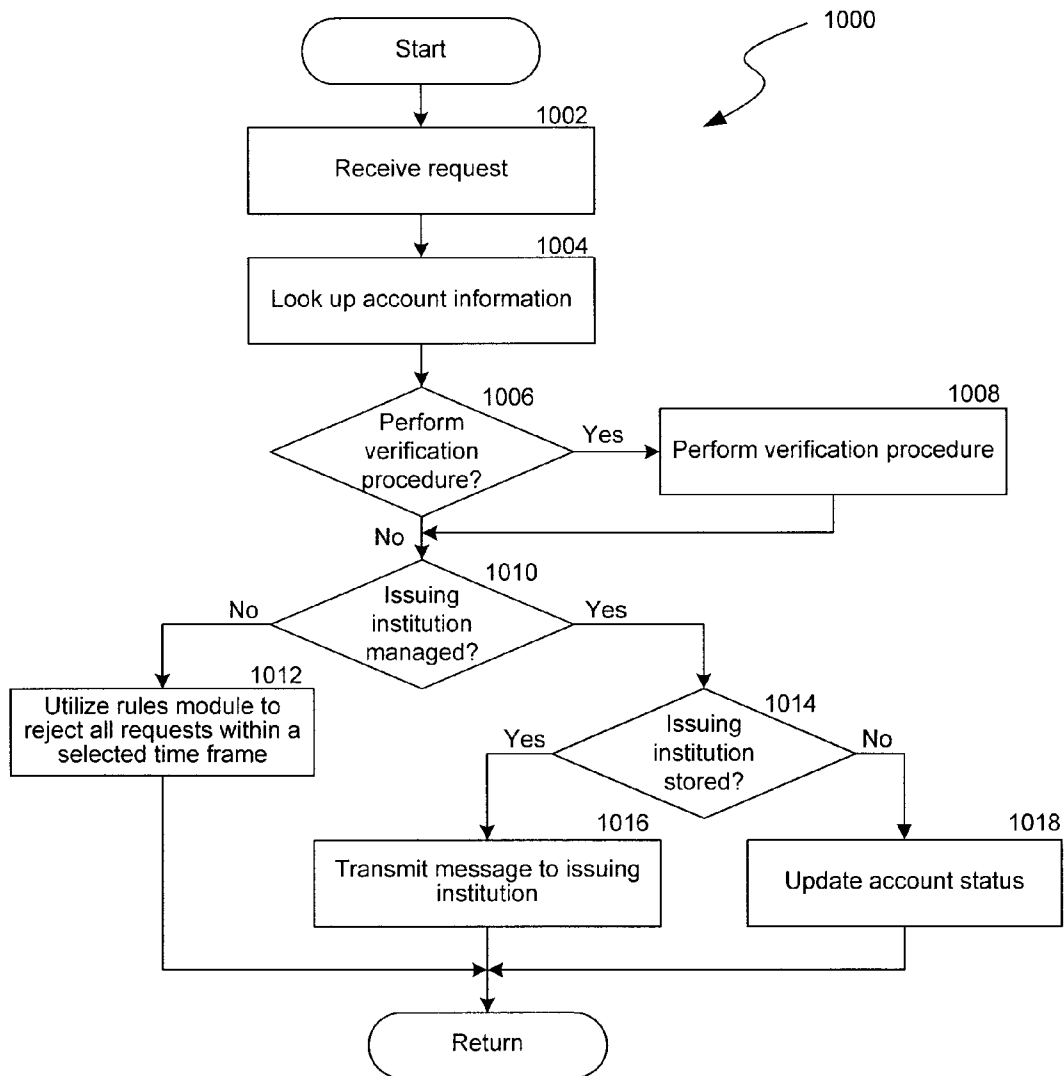 1000
Start
1002
Receive request
1004
Look up account information
1006
Perform
verification
procedure?
Yes
1008
Perform verification procedure
No
1010
Issuing
institution
managed?
No
Yes
1012
Utilize rules module to
reject all requests within a
selected time frame
1014
Issuing
institution
stored?
Yes
No
1016
Transmit message to issuing
institution
1018
Update account status
Return